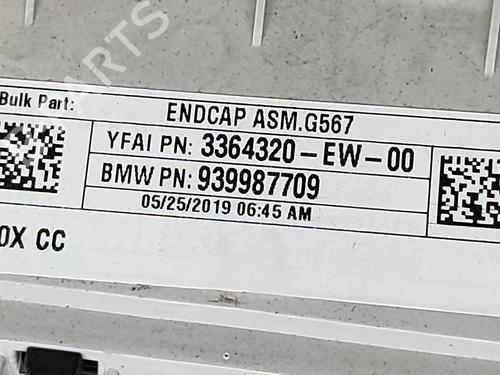 PARTS
Bulk Part:
ENDCAP ASM.G567
YFAI PN: 3364320-EW-00
BMW PN: 939987709
05/25/2019 06:45 AM
0X CC